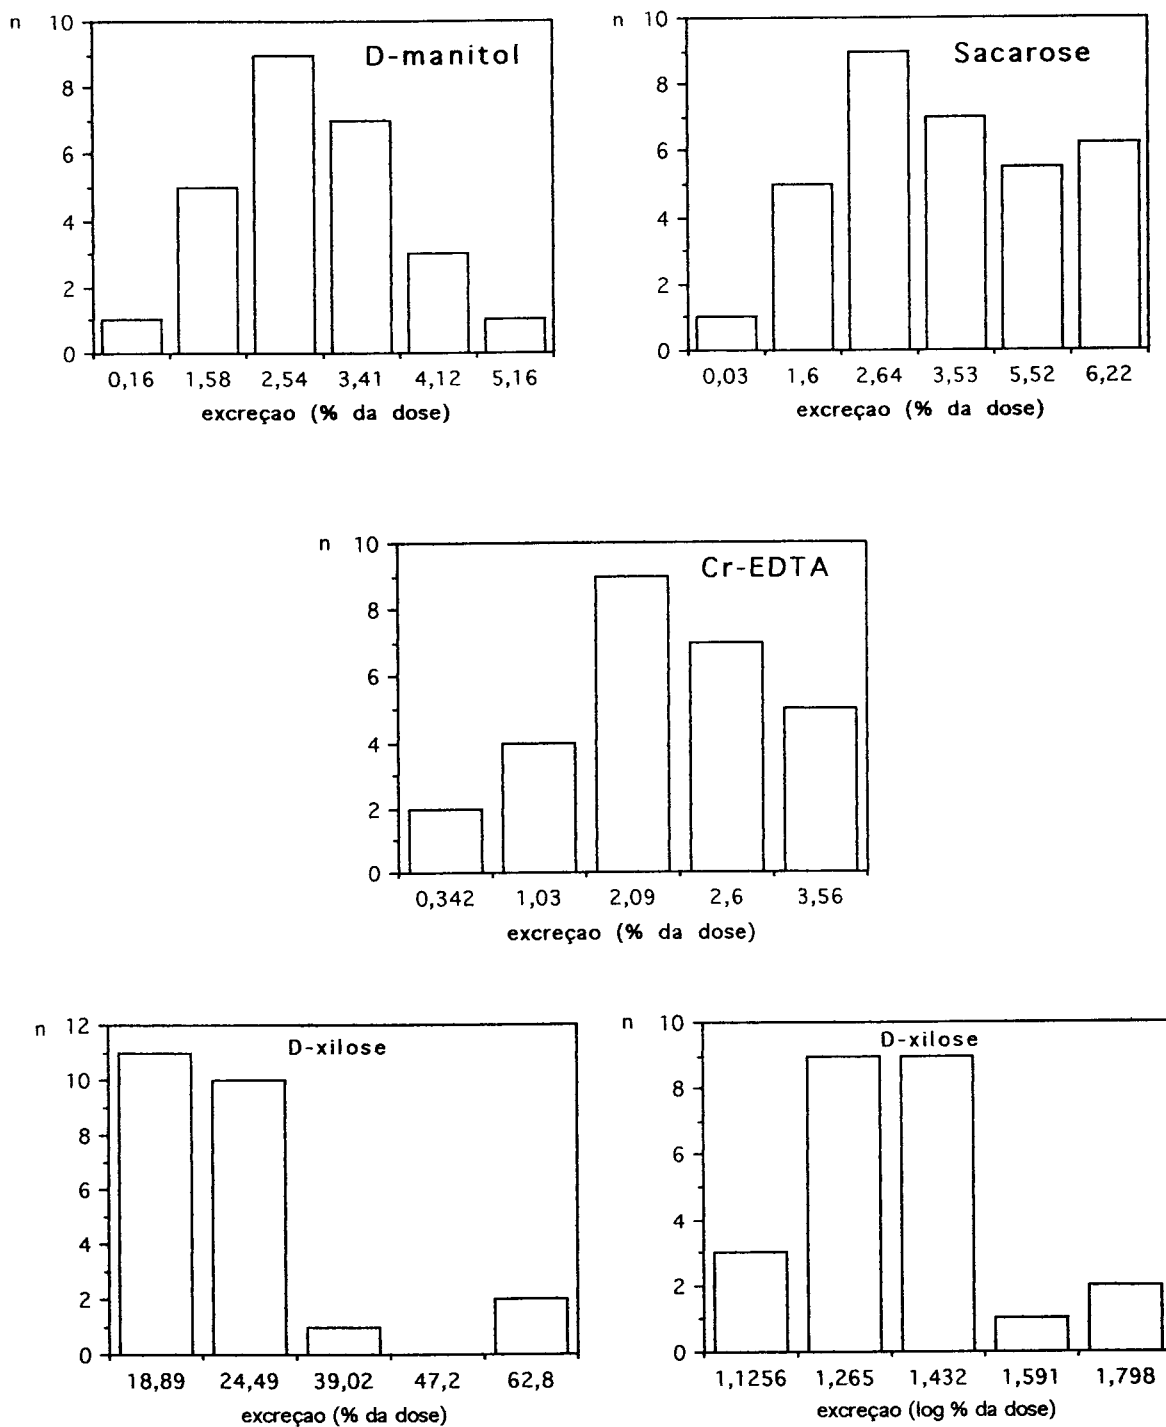 n
D-manitol
10
8
6
4
2
0
0,16 1,58 2,54 3,41 4,12 5,16
excreçao (% da dose)
n
Sacarose
10
8
6
4
2
0
0,03 1,6 2,64 3,53 5,52 6,22
excreçao (% da dose)
n
Cr-EDTA
10
8
6
4
2
0
0,342 1,03 2,09 2,6 3,56
excreçao (% da dose)
n
D-xilose
12
10
8
6
4
2
0
18,89 24,49 39,02 47,2 62,8
excreçao (% da dose)
n
D-xilose
10
8
6
4
2
0
1,1256 1,265 1,432 1,591 1,798
excreçao (log % da dose)